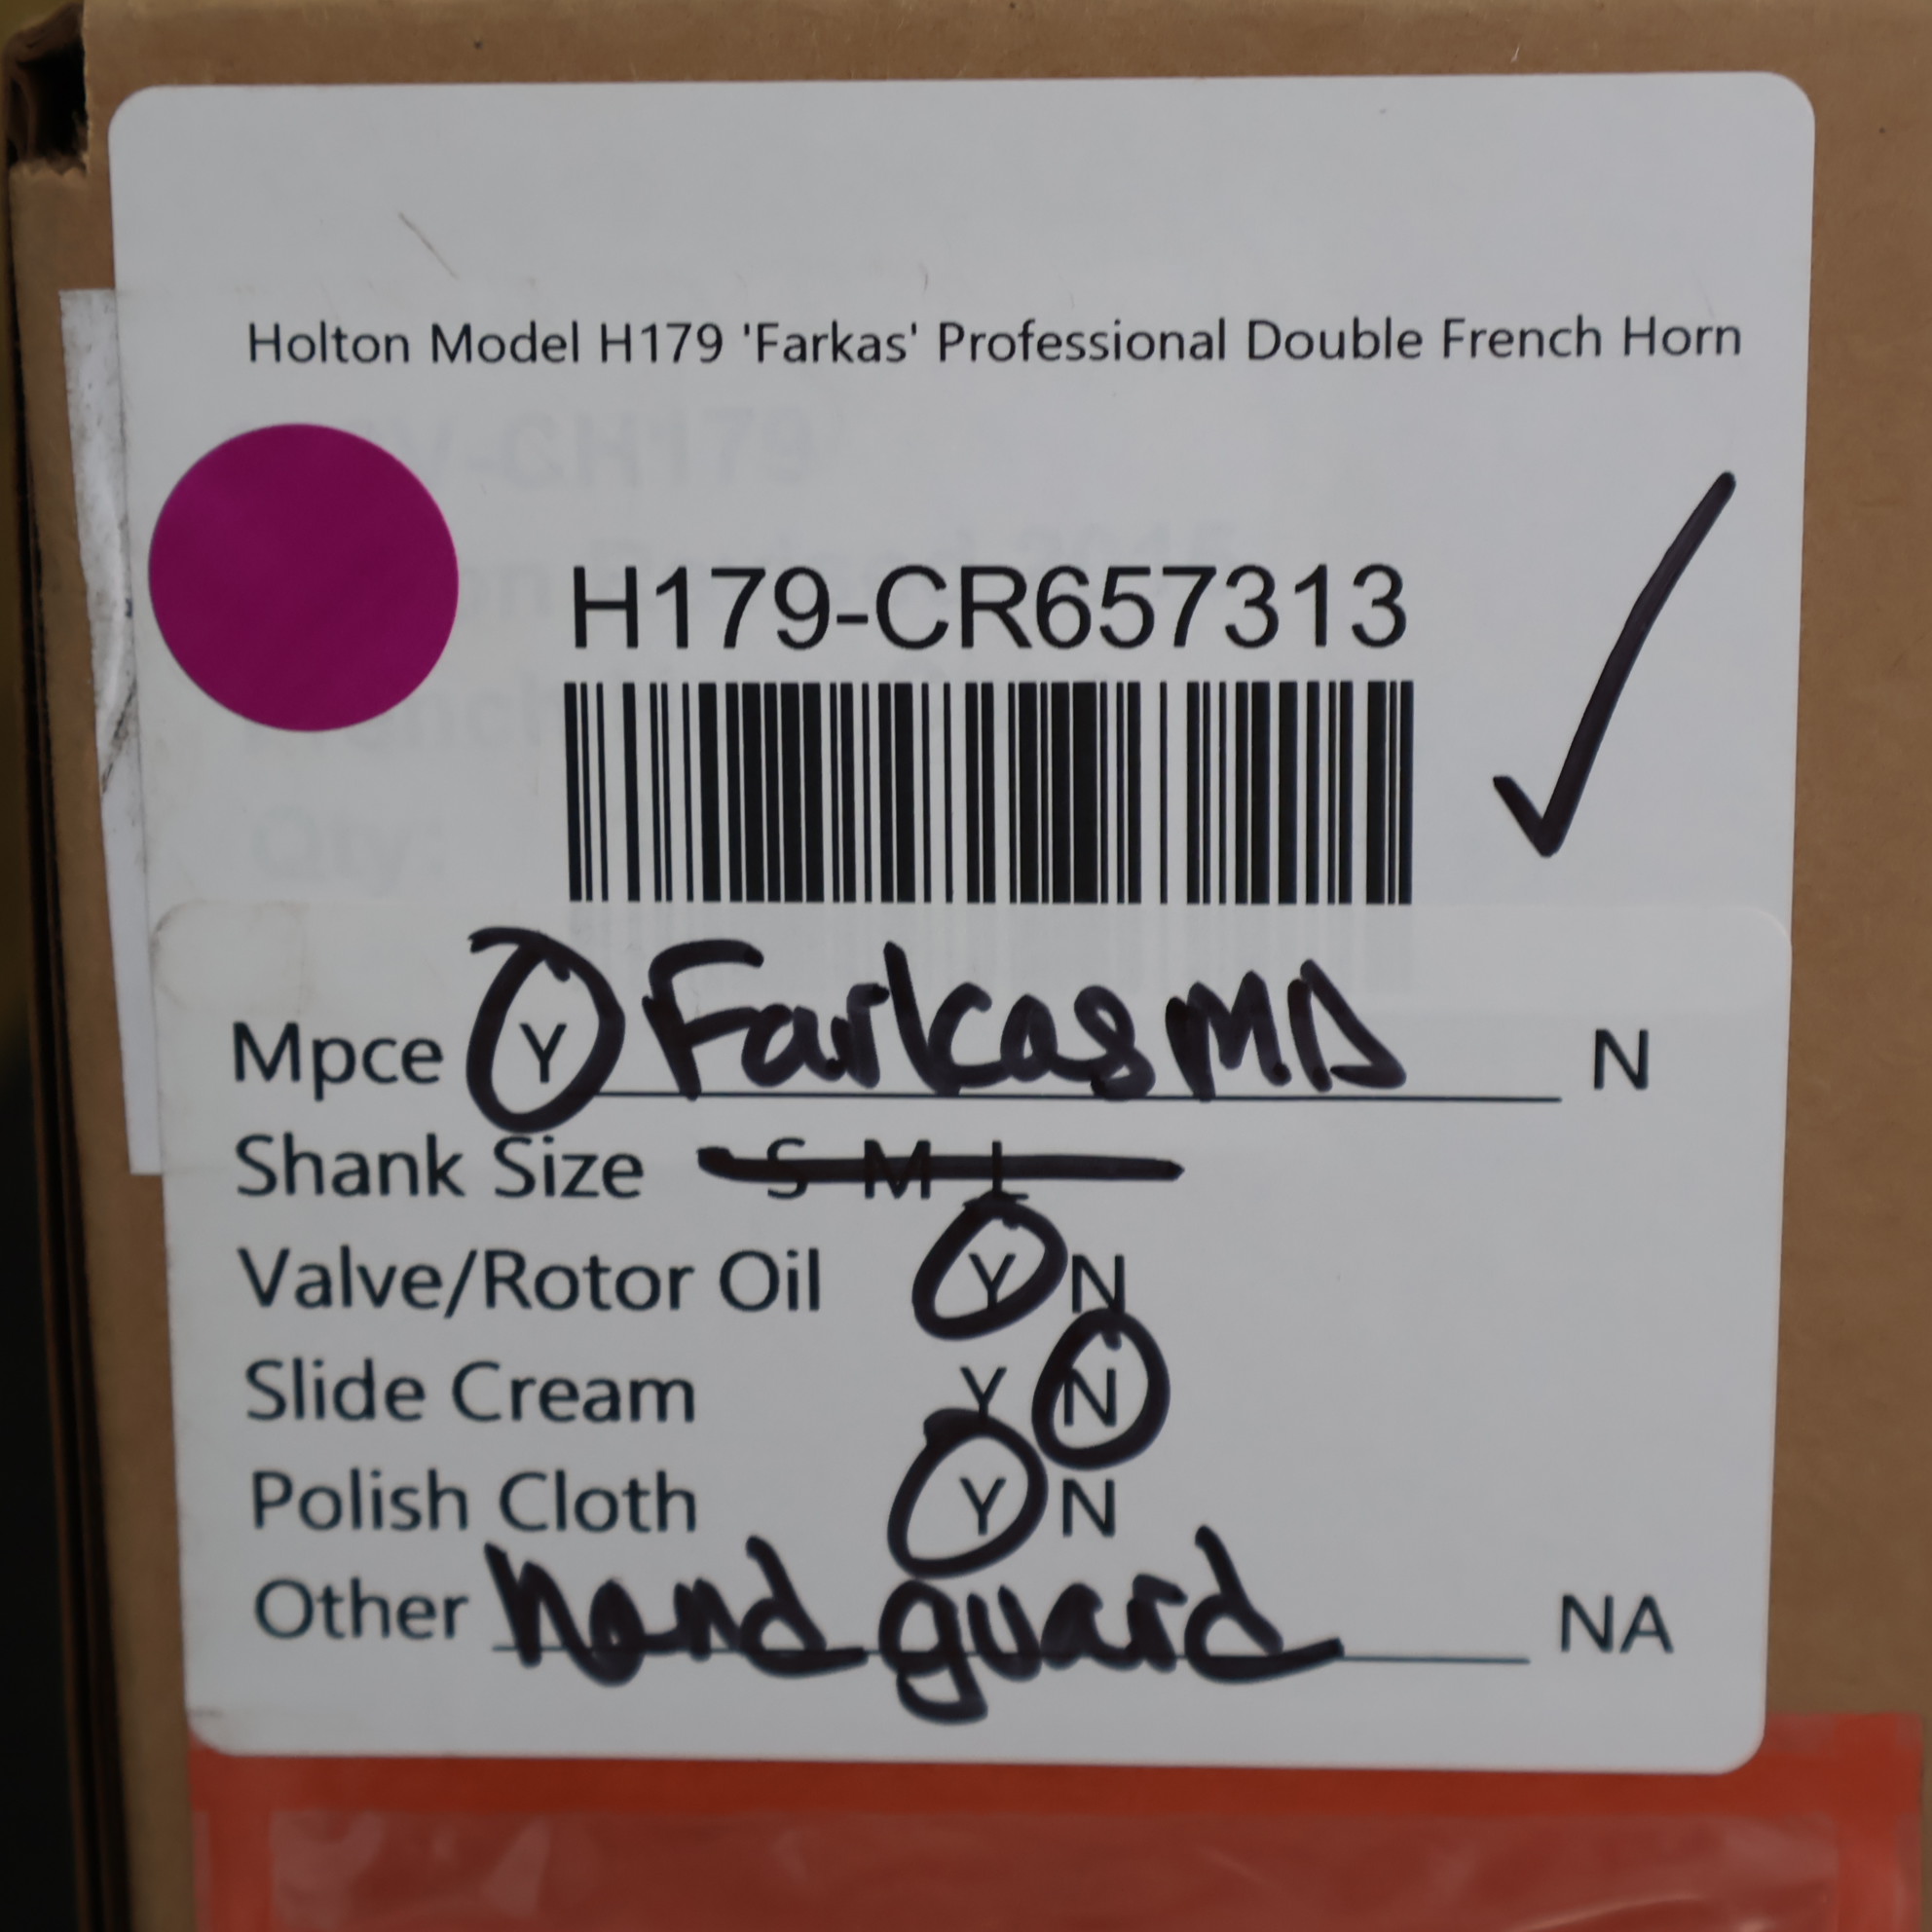 Holton Model H179 'Farkas' Professional Double French Horn
H179-CR657313
Mpce Y Farkas MD N
Shank Size S M L
Valve/Rotor Oil Y N
Slide Cream Y N
Polish Cloth Y N
Other hand guard NA